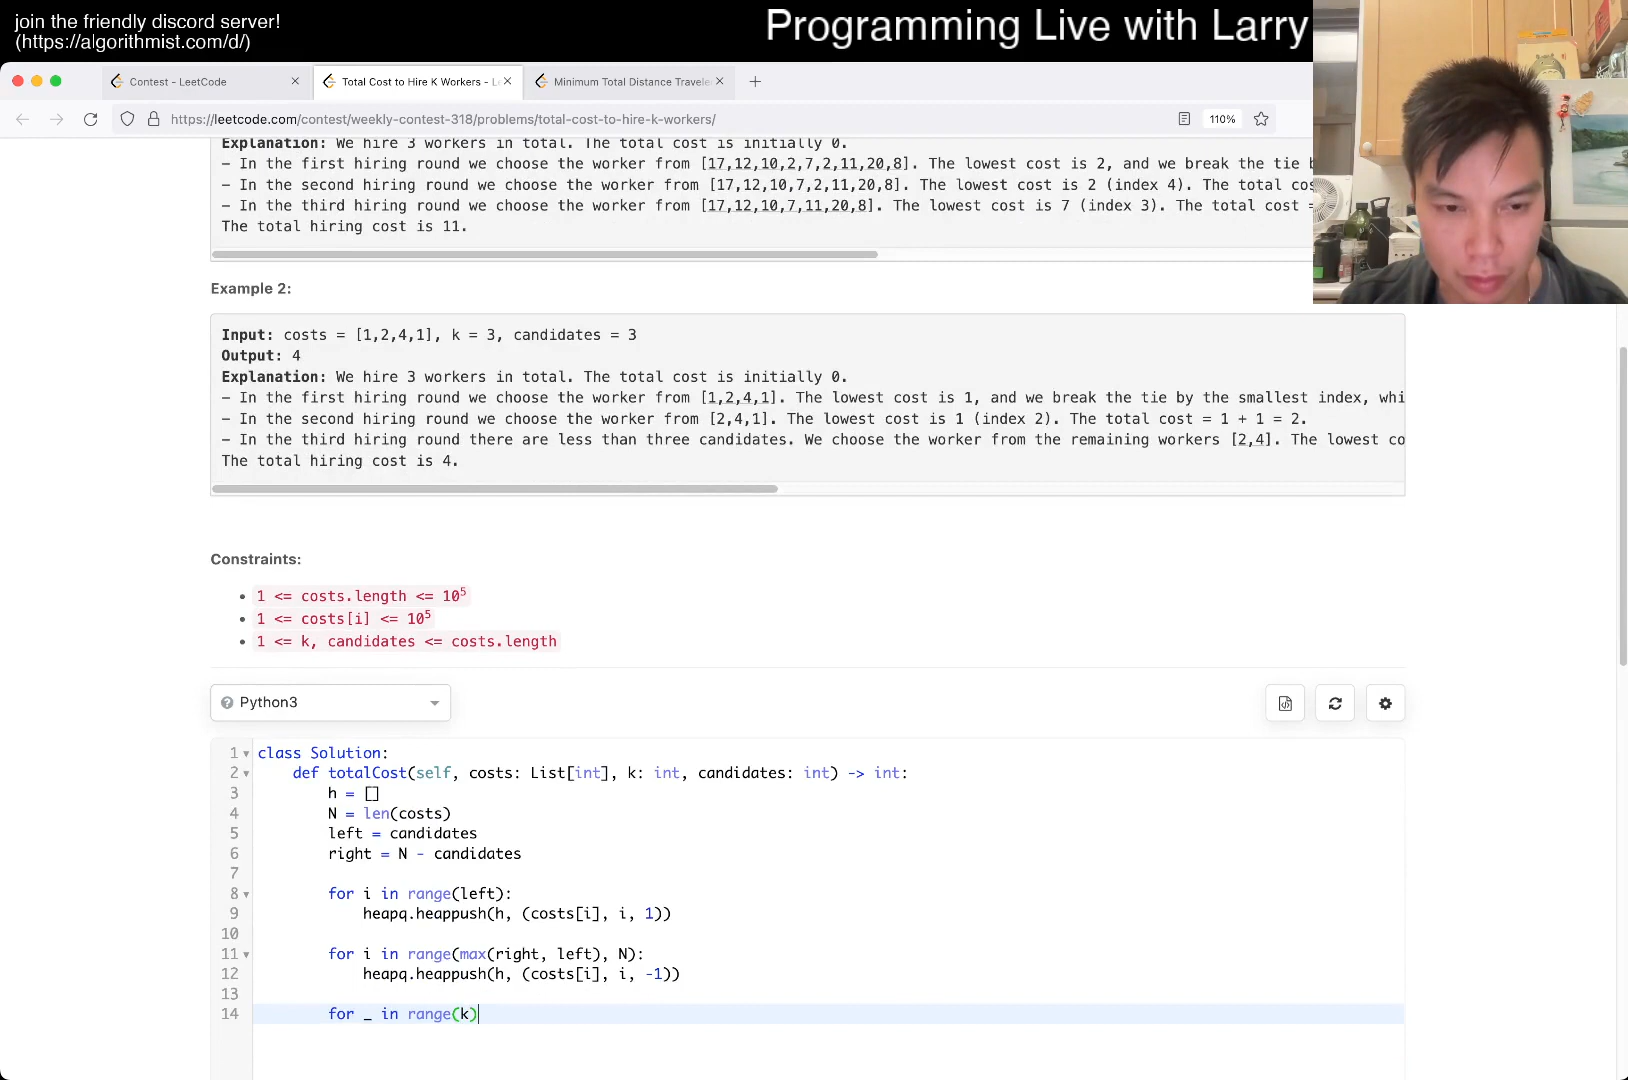 join the friendly discord server!
(https://algorithmist.com/d/)
Programming Live with Larry
Contest - LeetCode
Total Cost to Hire K Workers - Le
Minimum Total Distance Travele
https://leetcode.com/contest/weekly-contest-318/problems/total-cost-to-hire-k-workers/
110%
Explanation: We hire 3 workers in total. The total cost is initially 0.
- In the first hiring round we choose the worker from [17,12,10,2,7,2,11,20,8]. The lowest cost is 2, and we break the tie b
- In the second hiring round we choose the worker from [17,12,10,7,2,11,20,8]. The lowest cost is 2 (index 4). The total cos
- In the third hiring round we choose the worker from [17,12,10,7,11,20,8]. The lowest cost is 7 (index 3). The total cost =
The total hiring cost is 11.
Example 2:
Input: costs = [1,2,4,1], k = 3, candidates = 3
Output: 4
Explanation: We hire 3 workers in total. The total cost is initially 0.
- In the first hiring round we choose the worker from [1,2,4,1]. The lowest cost is 1, and we break the tie by the smallest index, whi
- In the second hiring round we choose the worker from [2,4,1]. The lowest cost is 1 (index 2). The total cost = 1 + 1 = 2.
- In the third hiring round there are less than three candidates. We choose the worker from the remaining workers [2,4]. The lowest co
The total hiring cost is 4.
Constraints:
1 <= costs.length <= 10⁵
1 <= costs[i] <= 10⁵
1 <= k, candidates <= costs.length
Python3
1 class Solution:
2 def totalCost(self, costs: List[int], k: int, candidates: int) -> int:
3 h = []
4 N = len(costs)
5 left = candidates
6 right = N - candidates
7
8 for i in range(left):
9 heapq.heappush(h, (costs[i], i, 1))
10
11 for i in range(max(right, left), N):
12 heapq.heappush(h, (costs[i], i, -1))
13
14 for _ in range(k)